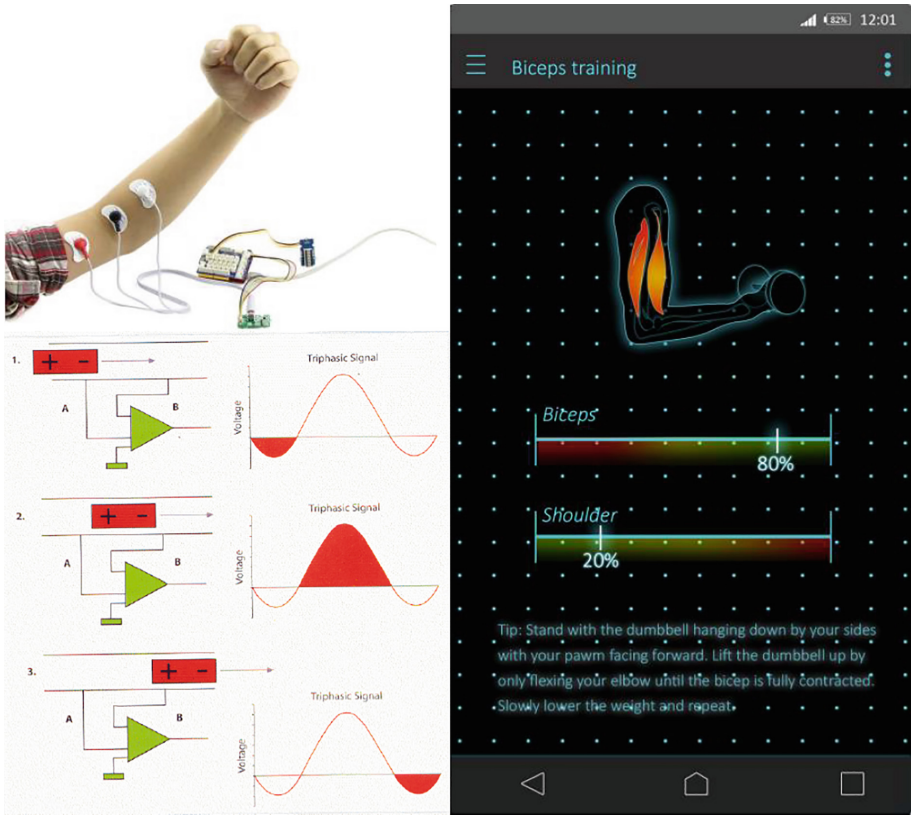 1.
+ -
A
B
Triphasic Signal
Voltage
2.
+ -
A
B
Triphasic Signal
Voltage
3.
+ -
A
B
Triphasic Signal
Voltage
82% 12:01
Biceps training
Biceps
80%
Shoulder
20%
Tip: Stand with the dumbbell hanging down by your sides
with your pawm facing forward. Lift the dumbbell up by
only flexing your elbow until the bicep is fully contracted.
Slowly lower the weight and repeat.